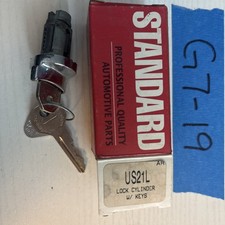 STANDARD
PROFESSIONAL QUALITY
AUTOMOTIVE PARTS
US21L
LOCK CYLINDER
W/ KEYS
G7-19